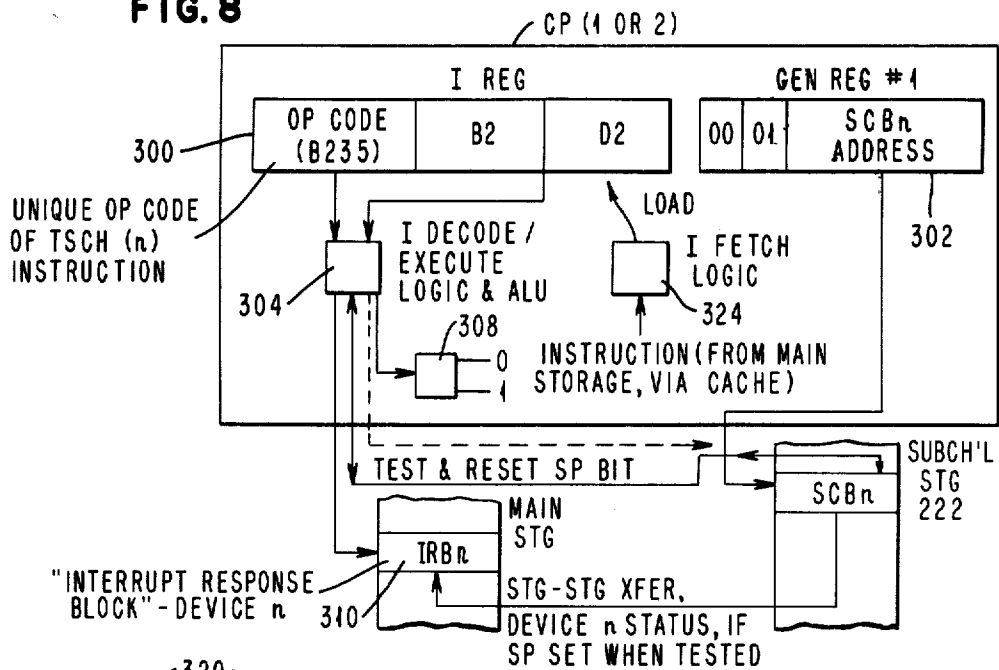 FIG. 8
CP (1 OR 2)
I REG
GEN REG #1
OP CODE
(B235)
B2
D2
00
01
SCBn
ADDRESS
300
UNIQUE OP CODE
OF TSCH (n)
INSTRUCTION
LOAD
302
I DECODE /
EXECUTE
LOGIC & ALU
I FETCH
LOGIC
304
324
308
0
1
INSTRUCTION (FROM MAIN
STORAGE, VIA CACHE)
TEST & RESET SP BIT
SUBCH'L
STG
222
SCBn
MAIN
STG
IRBn
"INTERRUPT RESPONSE
BLOCK"-DEVICE n
310
STG-STG XFER,
DEVICE n STATUS, IF
SP SET WHEN TESTED
320